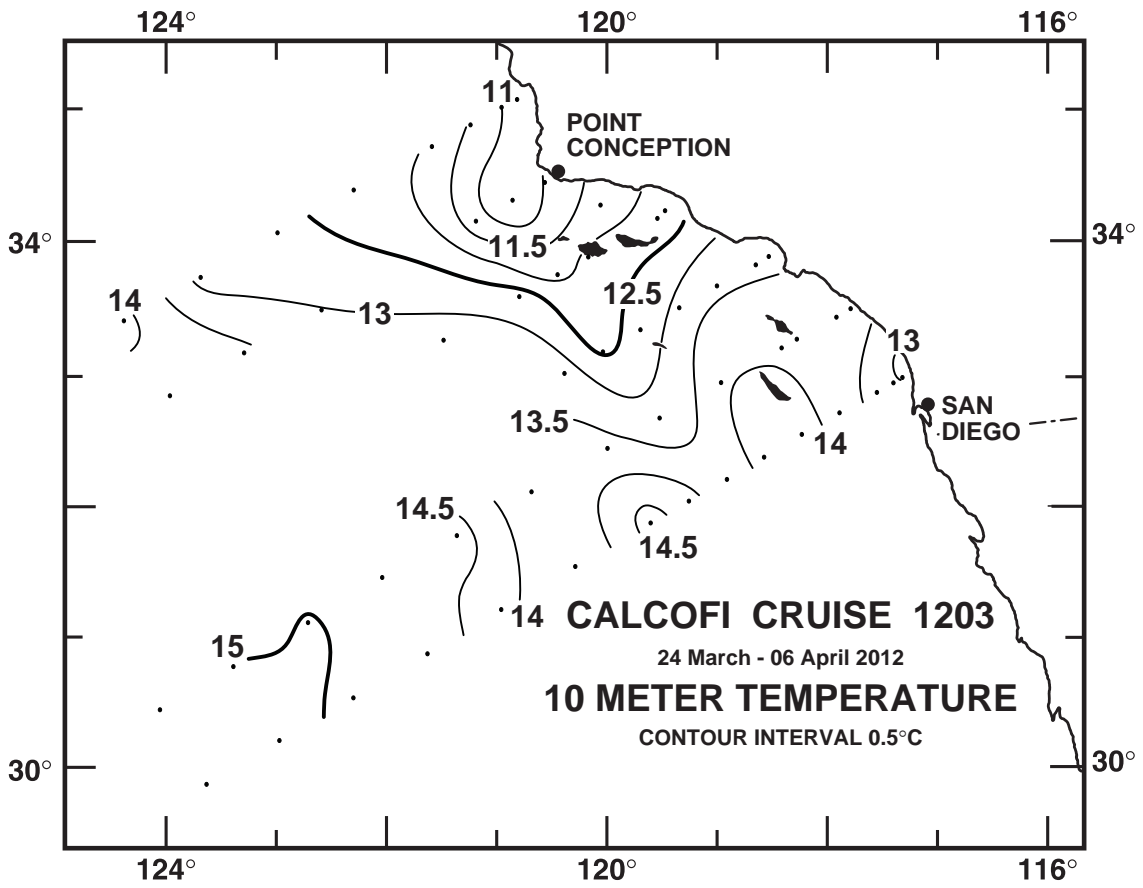 124° 120° 116°
11
POINT
CONCEPTION
34° 34°
11.5
12.5
14
13
13
13.5
SAN
DIEGO
14
14.5
14.5
14
CALCOFI CRUISE 1203
15
24 March - 06 April 2012
10 METER TEMPERATURE
CONTOUR INTERVAL 0.5°C
30° 30°
124° 120° 116°